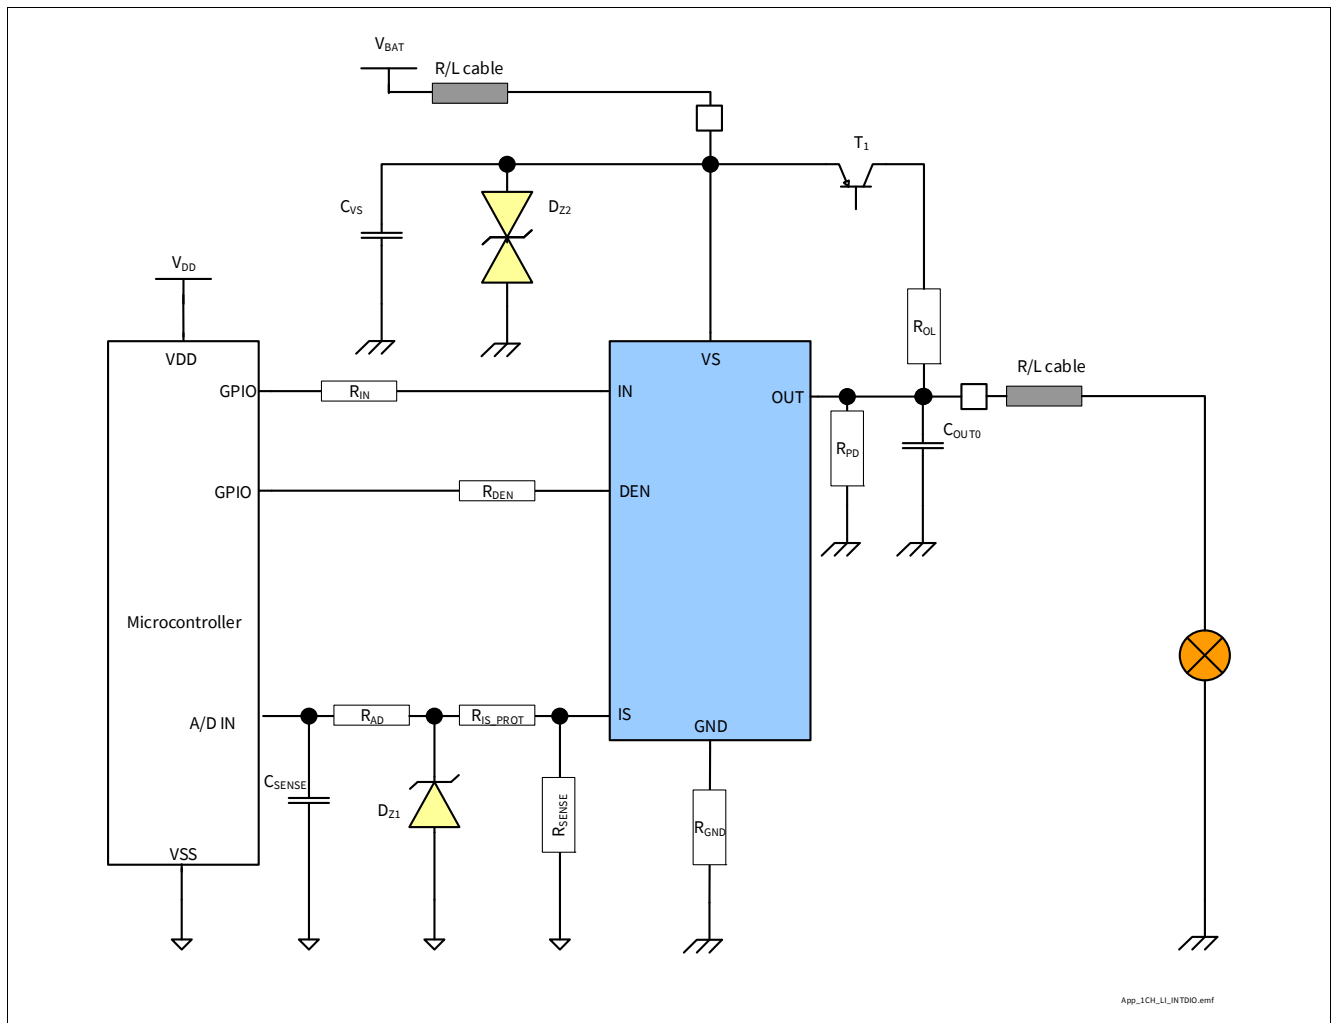 VBAT
R/L cable
T1
CVS
DZ2
VDD
ROL
VDD
VS
R/L cable
GPIO
RIN
IN
OUT
COUT0
RPD
GPIO
RDEN
DEN
Microcontroller
A/D IN
RAD
RIS_PROT
IS
GND
CSENSE
DZ1
RSENSE
RGND
VSS
App_1CH_LI_INTDIO.emf